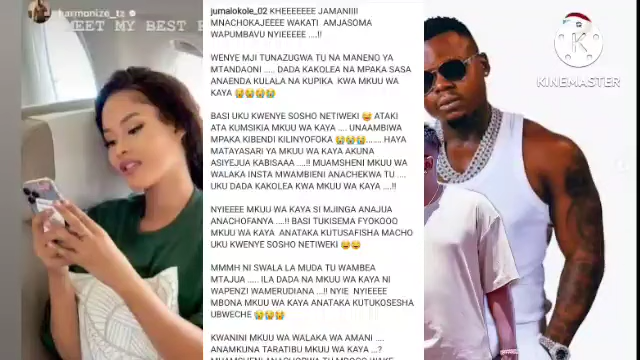 harmonize_tz
MEET MY BEST
jumalokole_02 KHEEEEEEE JAMANIIII
MNACHOKAJEEEE WAKATI AMJASOMA
WAPUMBAVU NYIEEEEE ....!!
WENYE MJI TUNAZUGWA TU NA MANENO YA
MTANDAONI ..... DADA KAKOLEA NA MPAKA SASA
ANAENDA KULALA NA KUPIKA KWA MKUU WA
KAYA 😭😭😭😭
BASI UKU KWENYE SOSHO NETIWEKI 😄 ATAKI
ATA KUMSIKIA MKUU WA KAYA .... UNAAMBIWA
MPAKA KIBENDI KILINYOFOKA 😭😭😭...... HAYA
MATAYASARI YA MKUU WA KAYA AKUNA
ASIYEJUA KABISAAA ....!! MUAMSHENI MKUU WA
WALAKA INSTA MWAMBIENI ANACHEKWA TU ....
UKU DADA KAKOLEA KWA MKUU WA KAYA ....!!
NYIEEEE MKUU WA KAYA SI MJINGA ANAJUA
ANACHOFANYA ....!! BASI TUKISEMA FYOKOOO
MKUU WA KAYA ANATAKA KUTUSAFISHA MACHO
UKU KWENYE SOSHO NETIWEKI 😄😄
MMMH NI SWALA LA MUDA TU WAMBEA
MTAJUA ..... ILA DADA NA MKUU WA KAYA NI
WAPENZI WAMERUDIANA ....!! NYIE NYIEEEE
MBONA MKUU WA KAYA ANATAKA KUTUKOSESHA
UBWECHE 😭😭😭
KWANINI MKUU WA WALAKA WA AMANI ....
ANAMKUNA TARATIBU MKUU WA KAYA ...?
KINEMASTER